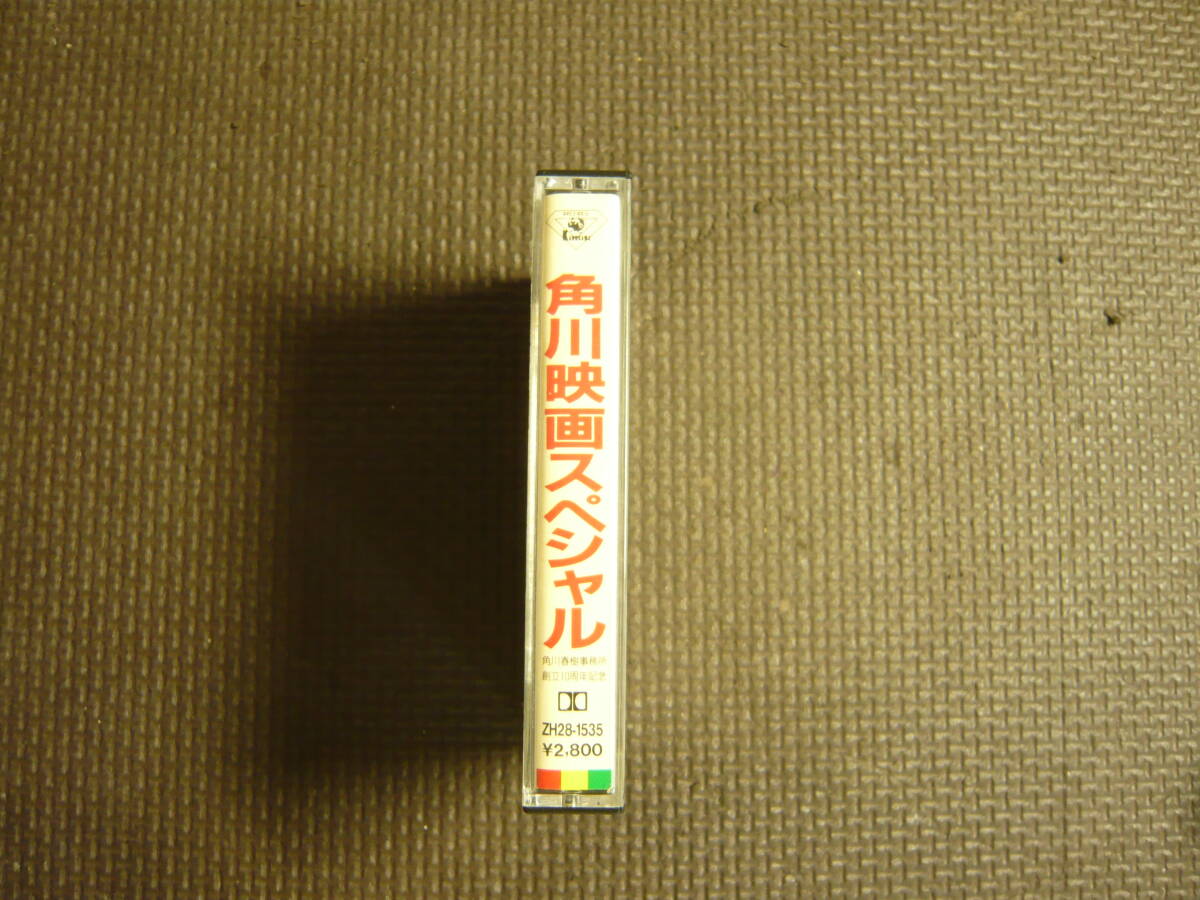 角川映画スペシャル
角川春樹事務所
創立10周年記念
ZH28-1535
¥2,800